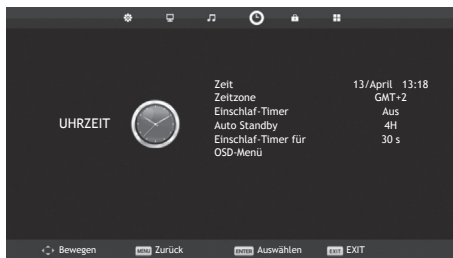 Zeit 13/April 13:18
Zeitzone GMT+2
Einschlaf-Timer Aus
UHRZEIT
Auto Standby 4H
Einschlaf-Timer für 30 s
OSD-Menü
Bewegen MENU Zurück ENTER Auswählen EXIT EXIT